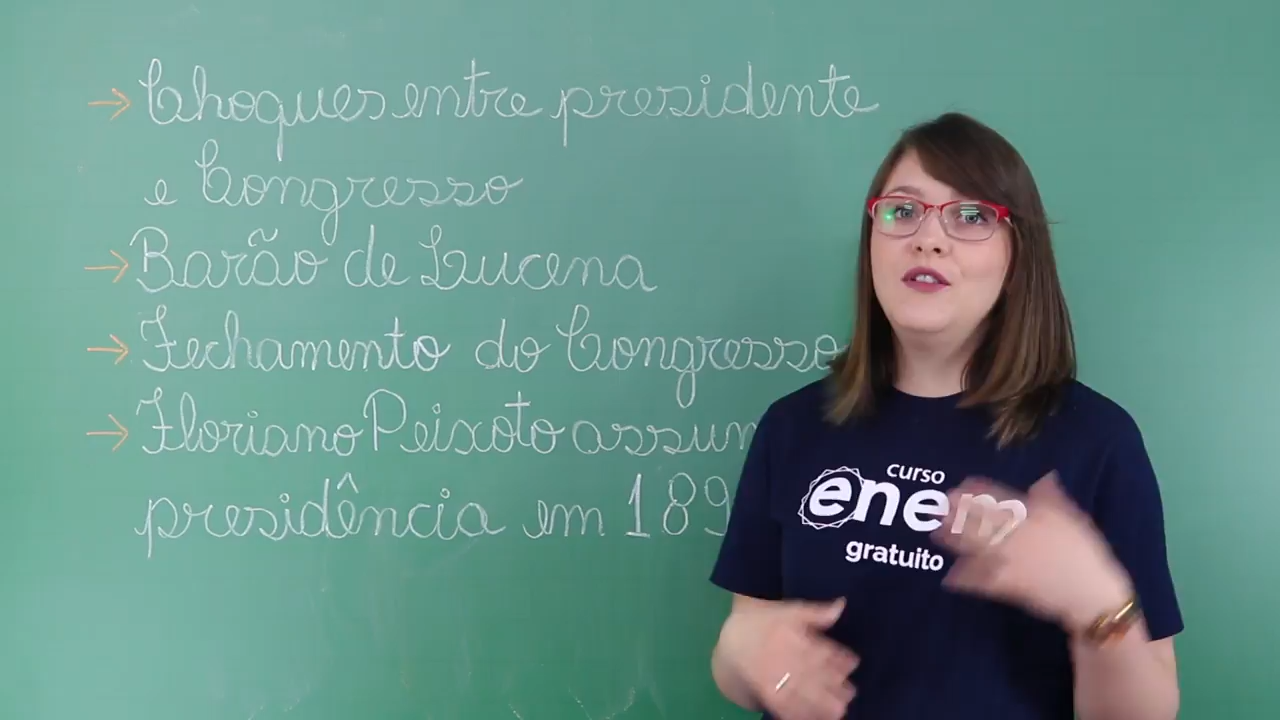 → Choques entre presidente
e Congresso
→ Barão de Lucena
→ Fechamento do Congresso
→ Floriano Peixoto
presidência em
curso
enem
gratuito